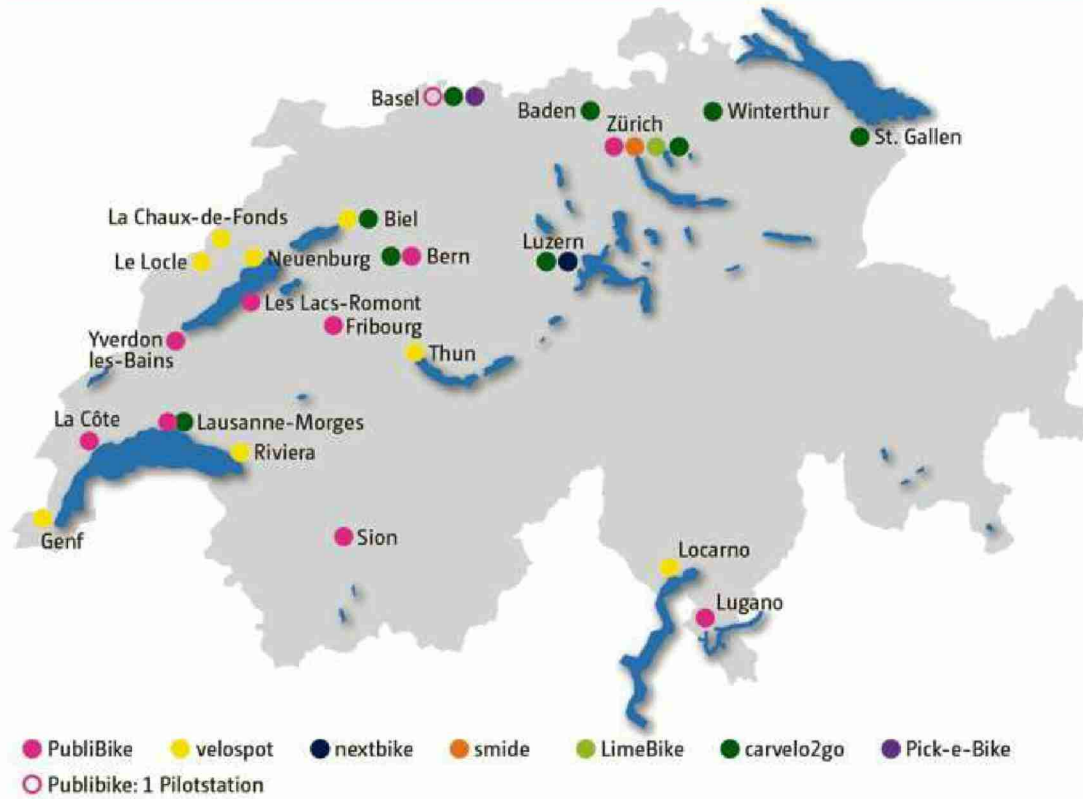 Basel
Baden
Winterthur
Zürich
St. Gallen
La Chaux-de-Fonds
Biel
Le Locle
Neuenburg
Bern
Luzern
Les Lacs-Romont
Fribourg
Yverdon
les-Bains
Thun
La Côte
Lausanne-Morges
Riviera
Genf
Sion
Locarno
Lugano
PubliBike
velospot
nextbike
smide
LimeBike
carvelo2go
Pick-e-Bike
Publibike: 1 Pilotstation